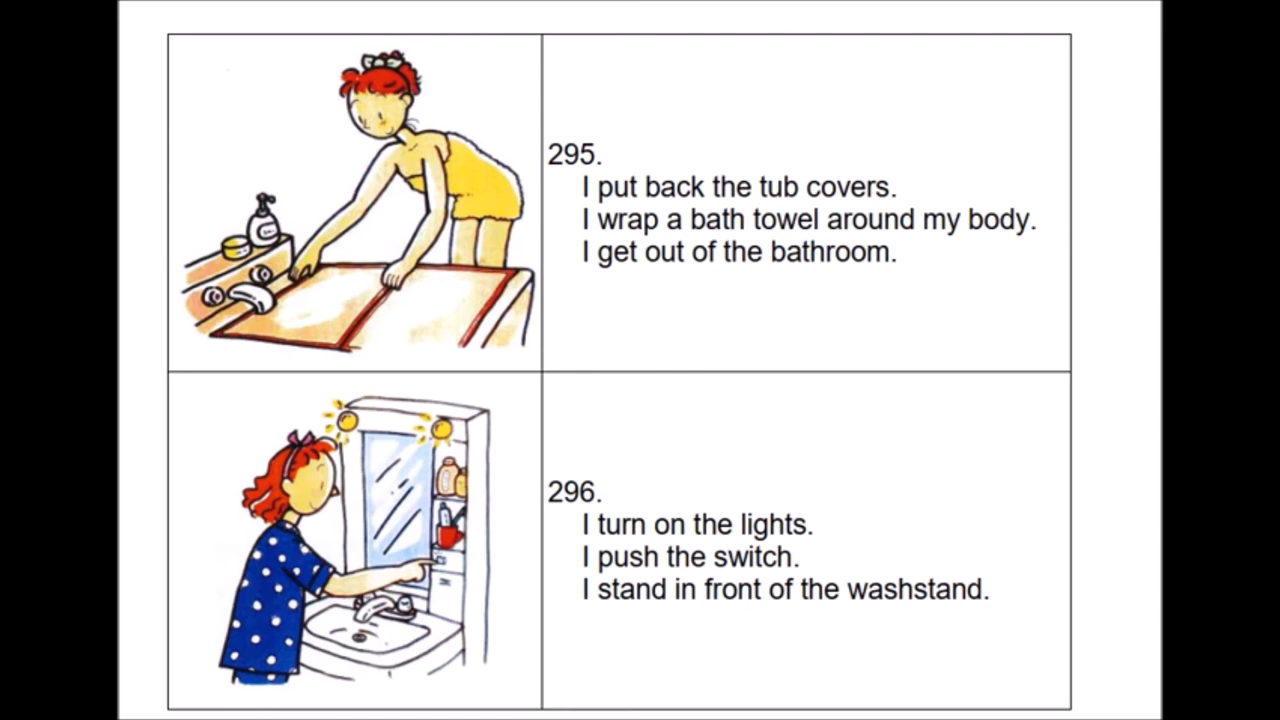 295.
I put back the tub covers.
I wrap a bath towel around my body.
I get out of the bathroom.
296.
I turn on the lights.
I push the switch.
I stand in front of the washstand.